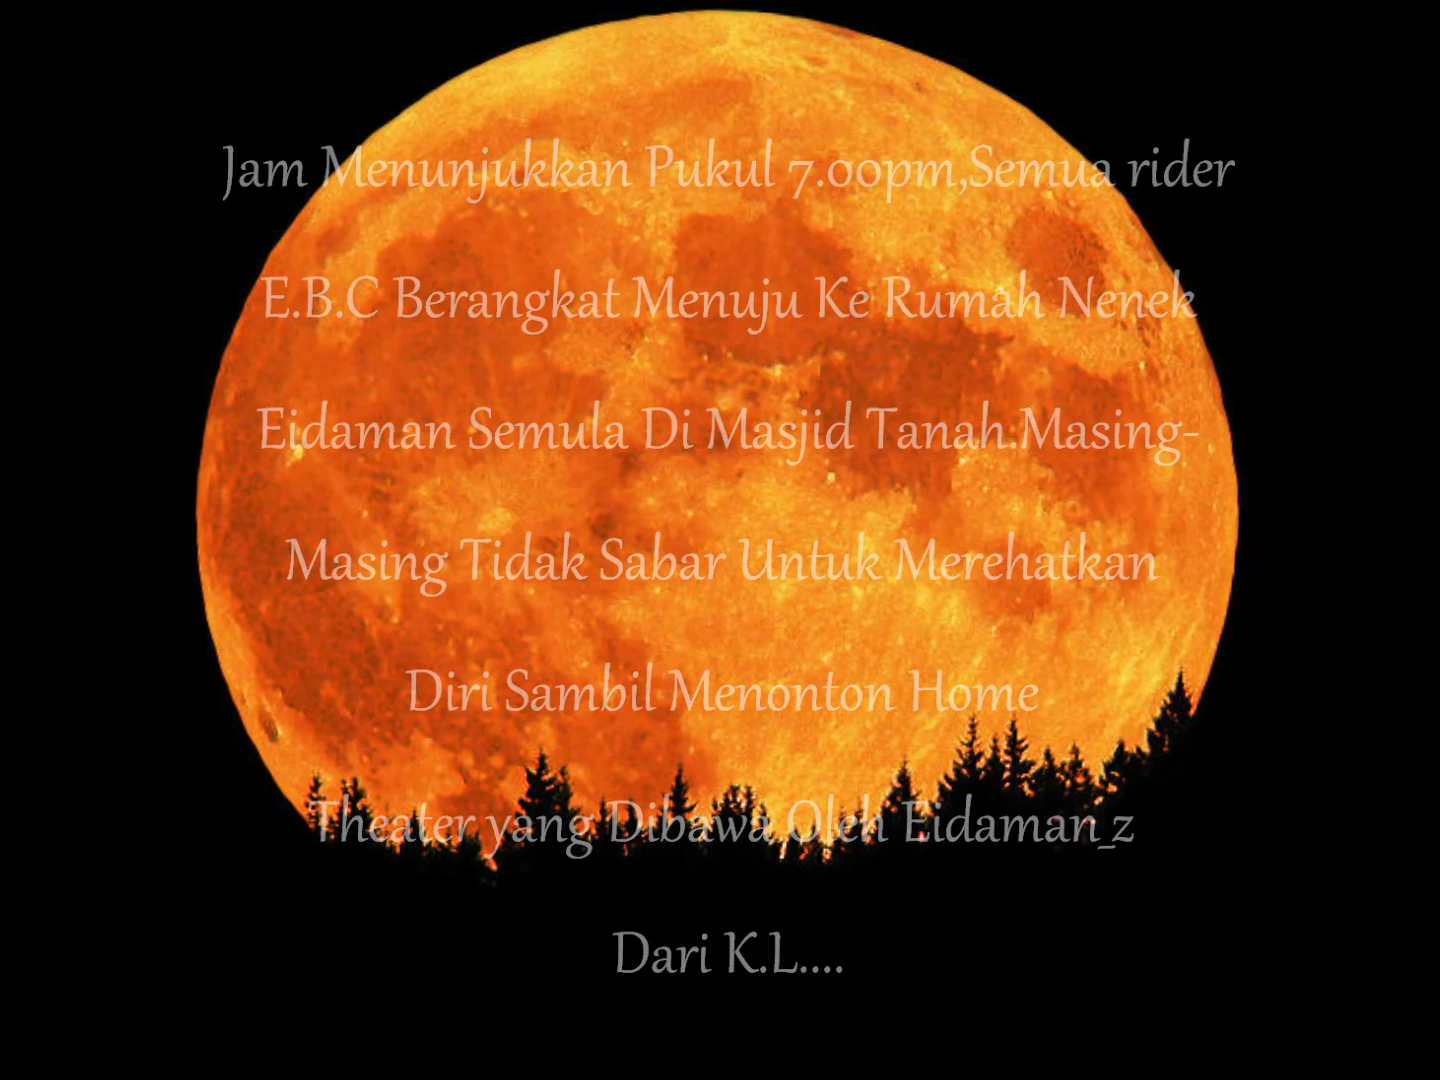 Jam Menunjukkan Pukul 7.00pm,Semua rider
E.B.C Berangkat Menuju Ke Rumah Nenek
Eidaman Semula Di Masjid Tanah.Masing-
Masing Tidak Sabar Untuk Merehatkan
Diri Sambil Menonton Home
Theater yang Dibawa Oleh Eidaman_z
Dari K.L....